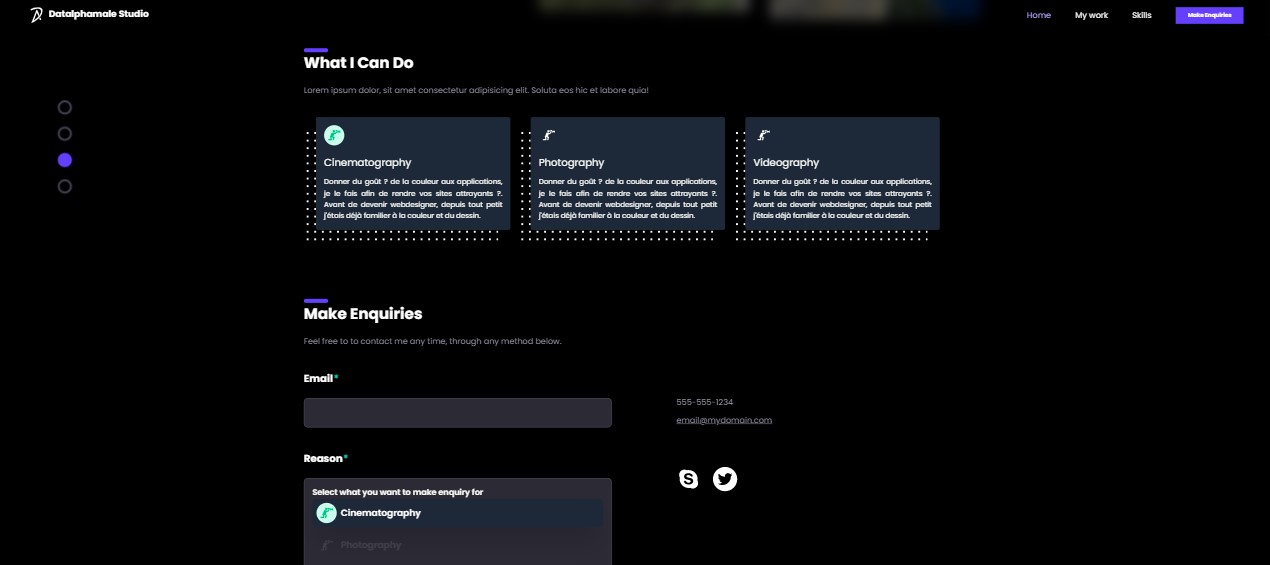 Datalphamale Studio
Home
My work
Skills
Make Enquiries
What I Can Do
Lorem ipsum dolor, sit amet consectetur adipisicing elit. Soluta eos hic et labore quia!
Cinematography
Donner du goût ? de la couleur aux applications,
je le fais afin de rendre vos sites attrayants ?.
Avant de devenir webdesigner, depuis tout petit
j'étais déjà familier à la couleur et du dessin.
Photography
Donner du goût ? de la couleur aux applications,
je le fais afin de rendre vos sites attrayants ?.
Avant de devenir webdesigner, depuis tout petit
j'étais déjà familier à la couleur et du dessin.
Videography
Donner du goût ? de la couleur aux applications,
je le fais afin de rendre vos sites attrayants ?.
Avant de devenir webdesigner, depuis tout petit
j'étais déjà familier à la couleur et du dessin.
Make Enquiries
Feel free to to contact me any time, through any method below.
Email*
555-555-1234
email@mydomain.com
Reason*
Select what you want to make enquiry for
Cinematography
Photography